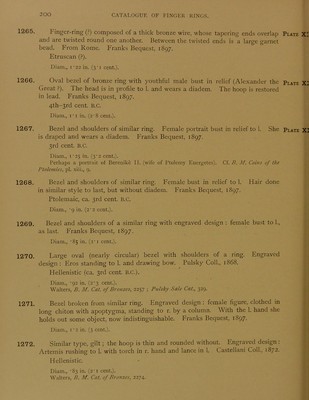 200 CATALOGUE OF FINGER RINGS.
1265. Finger-ring (?) composed of a thick bronze wire, whose tapering ends overlap PLATE
and are twisted round one another. Between the twisted ends is a large garnet
bead. From Rome. Franks Bequest, 1897.
Etruscan (?).
Diam., 1·22 in. (3·1 cent.).
1266. Oval bezel of bronze ring with youthful male bust in relief (Alexander the PLATE
Great ?). The head is in profile to l. and wears a diadem. The hoop is restored
in lead. Franks Bequest, 1897.
4th-3rd cent. B.C.
Diam., 1·1 in. (2·8 cent.).
1267. Bezel and shoulders of similar ring. Female portrait bust in relief to l. She PLATE
is draped and wears a diadem. Franks Bequest, 1897.
3rd cent. B.C.
Diam., 1·25 in. (3·2 cent.).
Perhaps a portrait of Berenikè II. (wife of Ptolemy Euergetes). Cf. B. M. Coins of the
Ptolemies, pl. xiii., 2.
1268. Bezel and shoulders of similar ring. Female bust in relief to l. Hair done
in similar style to last, but without diadem. Franks Bequest, 1897.
Ptolemaic, ca. 3rd cent. B.C.
Diam., ·9 in. (2·2 cent.).
1269. Bezel and shoulders of a similar ring with engraved design: female bust to l.,
as last. Franks Bequest, 1897.
Diam., ·85 in. (2·1 cent.).
1270. Large oval (nearly circular) bezel with shoulders of a ring. Engraved
design: Eros standing to l. and drawing bow. Pulsky Coll., 1868.
Hellenistic (ca. 3rd cent. B.C.).
Diam., ·92 in. (2·3 cent.).
Walters, B. M. Cat. of Bronzes, 2257; Pulsky Sale Cat.,
1271. Bezel broken from similar ring. Engraved design: female figure, clothed in
long chiton with apoptygma, standing to r. by a column. With the l. hand she
holds out some object, now indistinguishable. Franks Bequest, 1897.
Diam., 1·2 in. (3 cent.).
1272. Similar type, gilt; the hoop is thin and rounded without. Engraved design:
Artemis rushing to l. with torch in r. hand and lance in l. Castellani Coll., 1872.
Hellenistic.
Diam., ·85 in. (2·1 cent.).
Walters, B. M. Cat. of Bronzes, 2272.